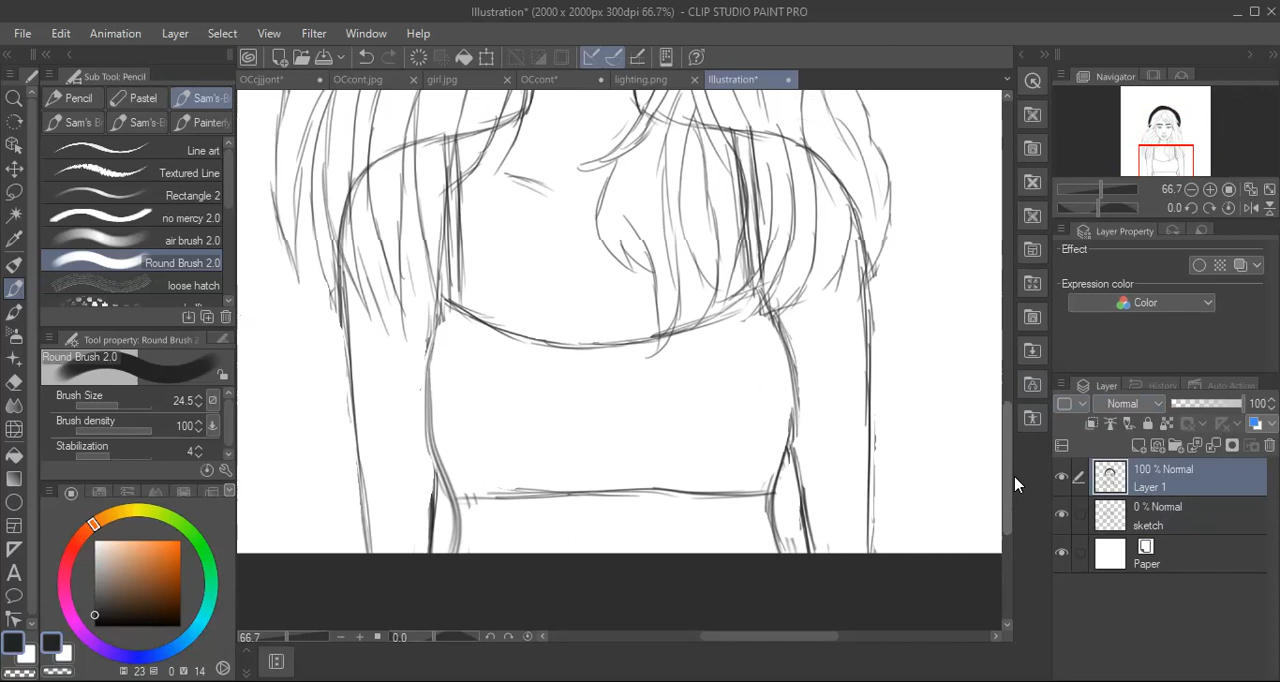 Illustration* (2000 x 2000px 300dpi 66.7%) - CLIP STUDIO PAINT PRO
File Edit Animation Layer Select View Filter Window Help
Sub Tool: Pencil
OCcjjjont* OCcont.jpg girl.jpg OCcont* lighting.png Illustration*
Navigator
Pencil Pastel Sam's-B
Sam's B Sam's-B Painterly
Line art
Textured Line
Rectangle 2
no mercy 2.0
air brush 2.0
Round Brush 2.0
loose hatch
66.7
0.0
Layer Property
Effect
Expression color
Color
Tool property: Round Brush 2
Round Brush 2.0
Brush Size 24.5
Brush density 100
Stabilization 4
Layer History Auto Action
Normal 100
100 % Normal
Layer 1
0 % Normal
sketch
Paper
66.7 0.0
H 23 S 0 V 14